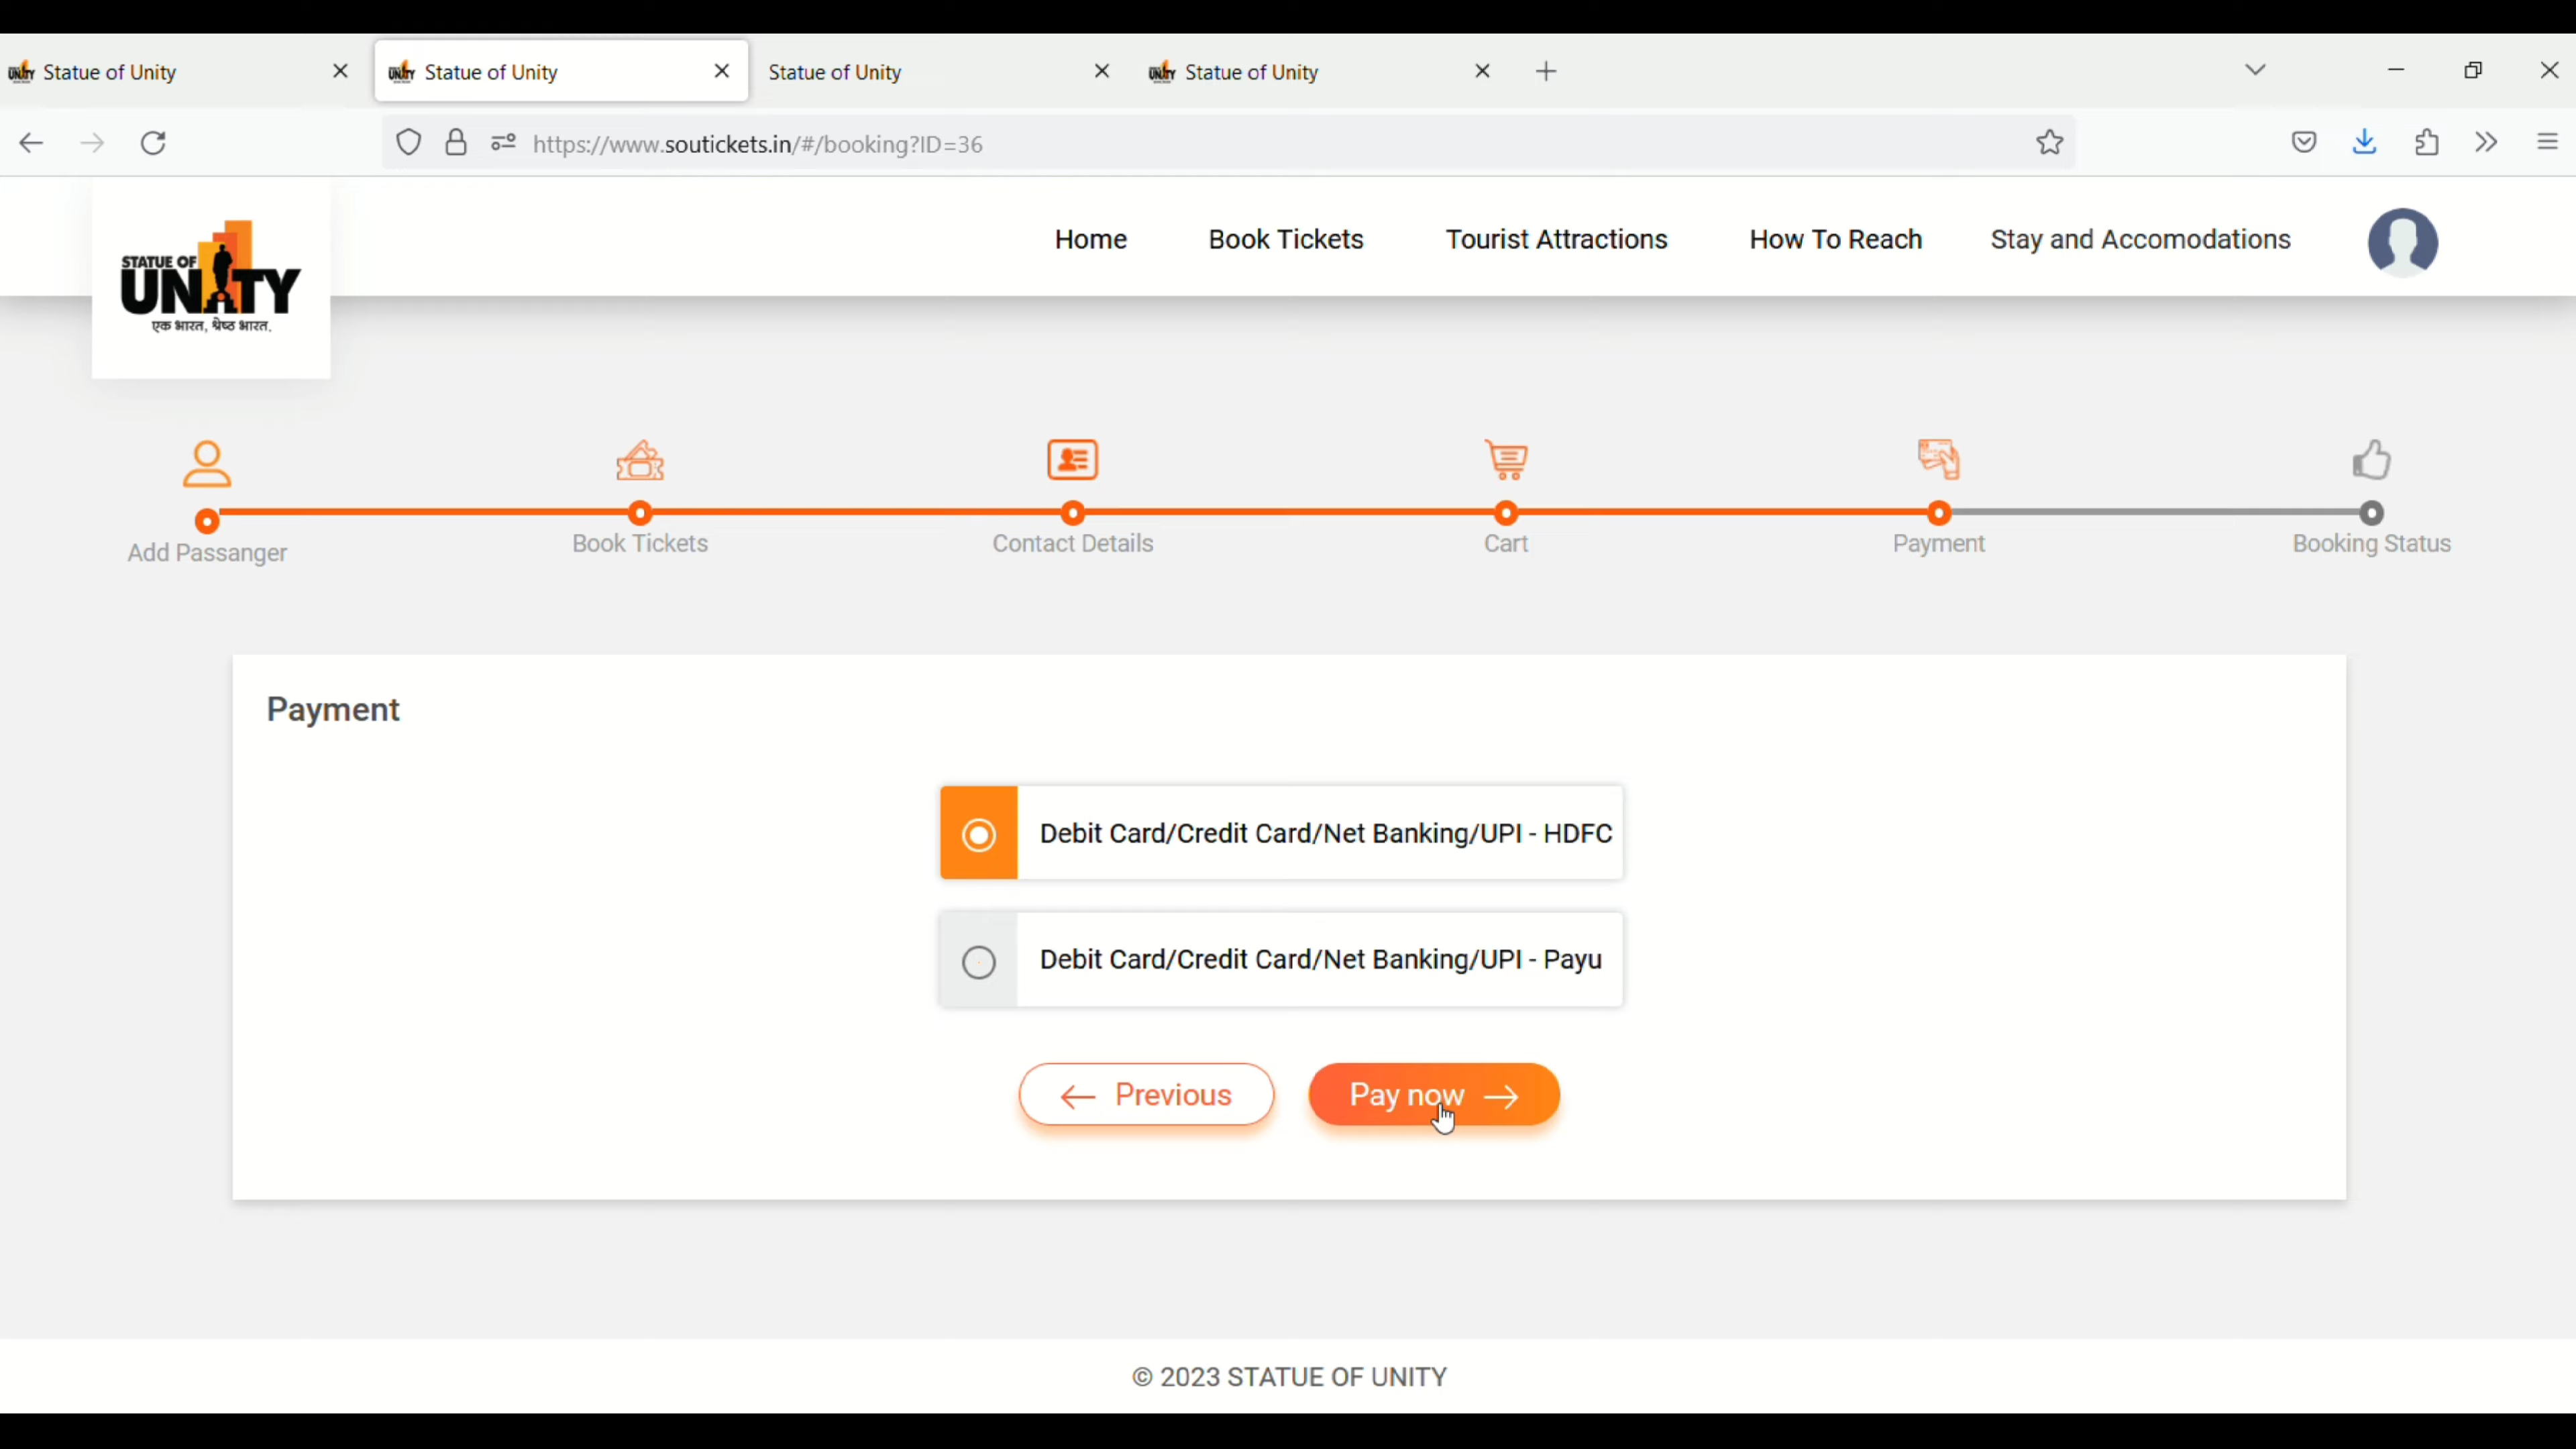 Statue of Unity
Statue of Unity
Statue of Unity
Statue of Unity
https://www.soutickets.in/#/booking?ID=36
STATUE OF
UNITY
एक भारत, श्रेष्ठ भारत.
Home
Book Tickets
Tourist Attractions
How To Reach
Stay and Accomodations
Add Passanger
Book Tickets
Contact Details
Cart
Payment
Booking Status
Payment
Debit Card/Credit Card/Net Banking/UPI - HDFC
Debit Card/Credit Card/Net Banking/UPI - Payu
Previous
Pay now
© 2023 STATUE OF UNITY